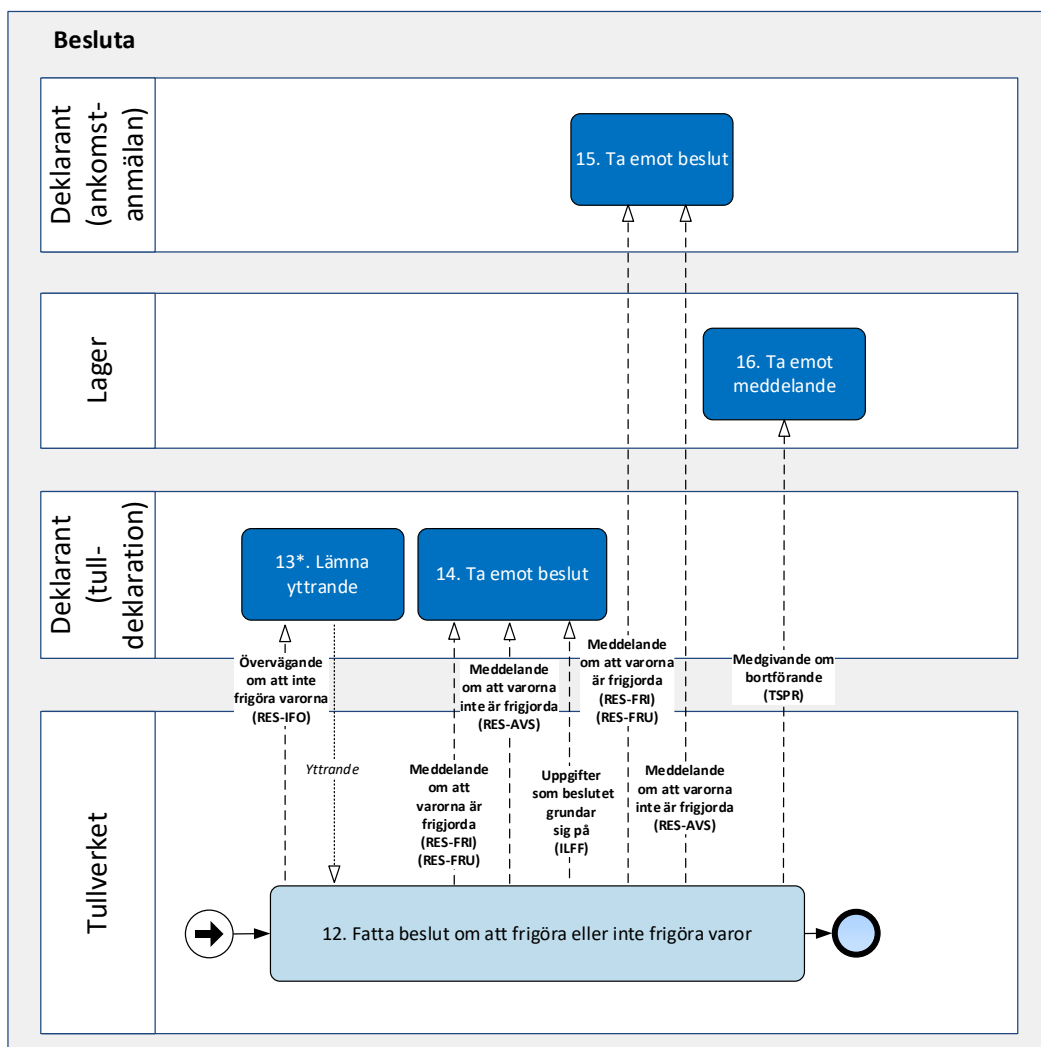 Besluta
Deklarant
(ankomst-
anmälan)
15. Ta emot beslut
Lager
16. Ta emot
meddelande
Deklarant
(tull-
deklaration)
13*. Lämna
yttrande
14. Ta emot beslut
Övervägande
om att inte
frigöra varorna
(RES-IFO)
Meddelande
om att varorna
inte är frigjorda
(RES-AVS)
Meddelande
om att varorna
är frigjorda
(RES-FRI)
(RES-FRU)
Medgivande om
bortförande
(TSPR)
Tullverket
Yttrande
Meddelande
om att
varorna är
frigjorda
(RES-FRI)
(RES-FRU)
Uppgifter
som beslutet
grundar
sig på
(ILFF)
Meddelande
om att varorna
inte är frigjorda
(RES-AVS)
12. Fatta beslut om att frigöra eller inte frigöra varor